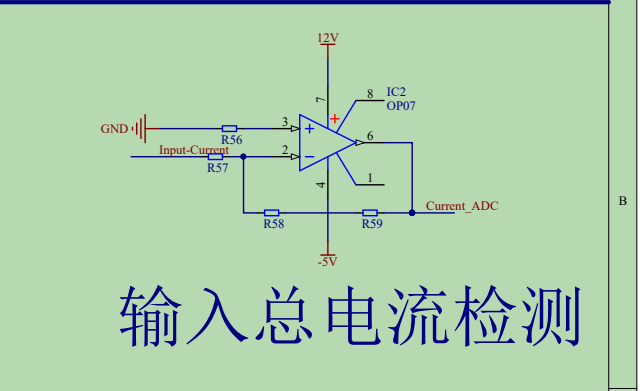 12V
7
8 IC2
OP07
GND
3
+
+
6
R56
Input-Current
2
−
R57
4
1
R58
R59
Current_ADC
B
-5V
输入总电流检测